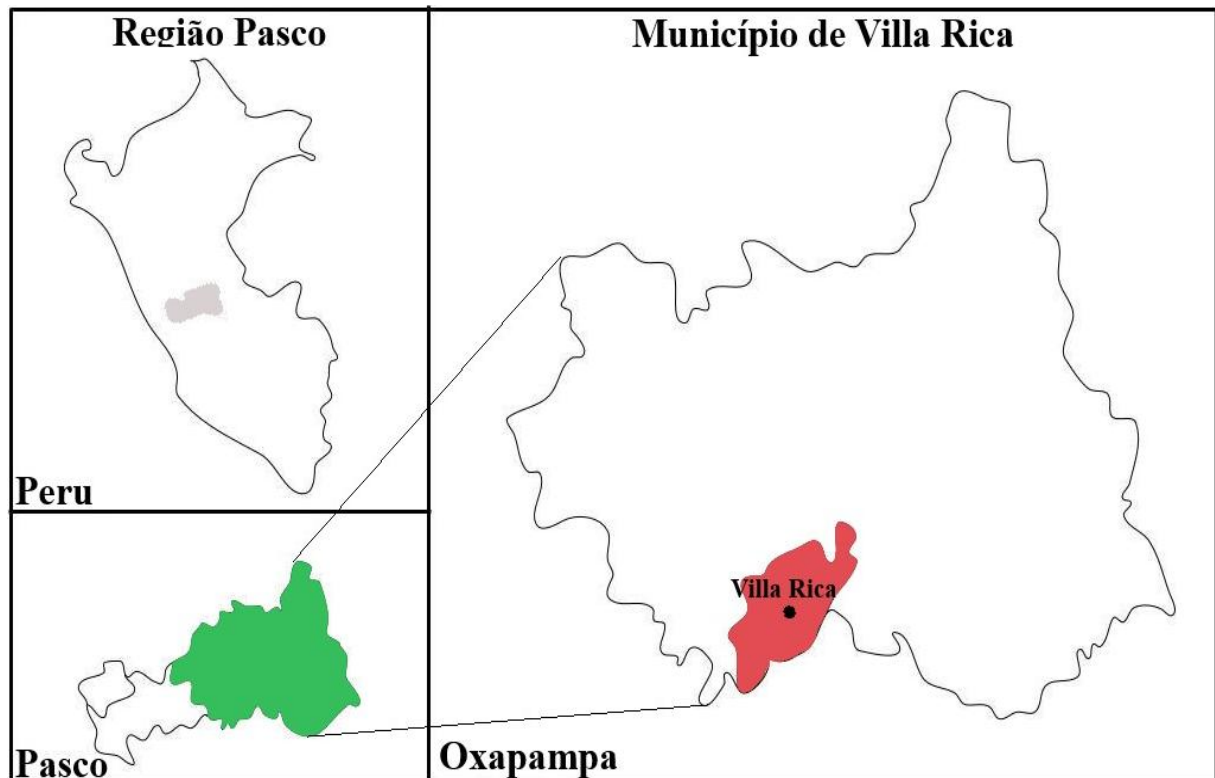 Região Pasco
Município de Villa Rica
Peru
Villa Rica
Pasco
Oxapampa